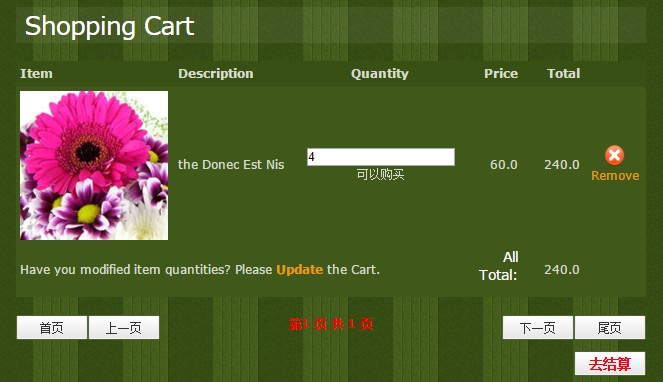 Shopping Cart
Item Description Quantity Price Total
the Donec Est Nis 4 60.0 240.0
可以购买 Remove
Have you modified item quantities? Please Update the Cart. All Total: 240.0
首页 上一页 第1 页 共 1 页 下一页 尾页
去结算